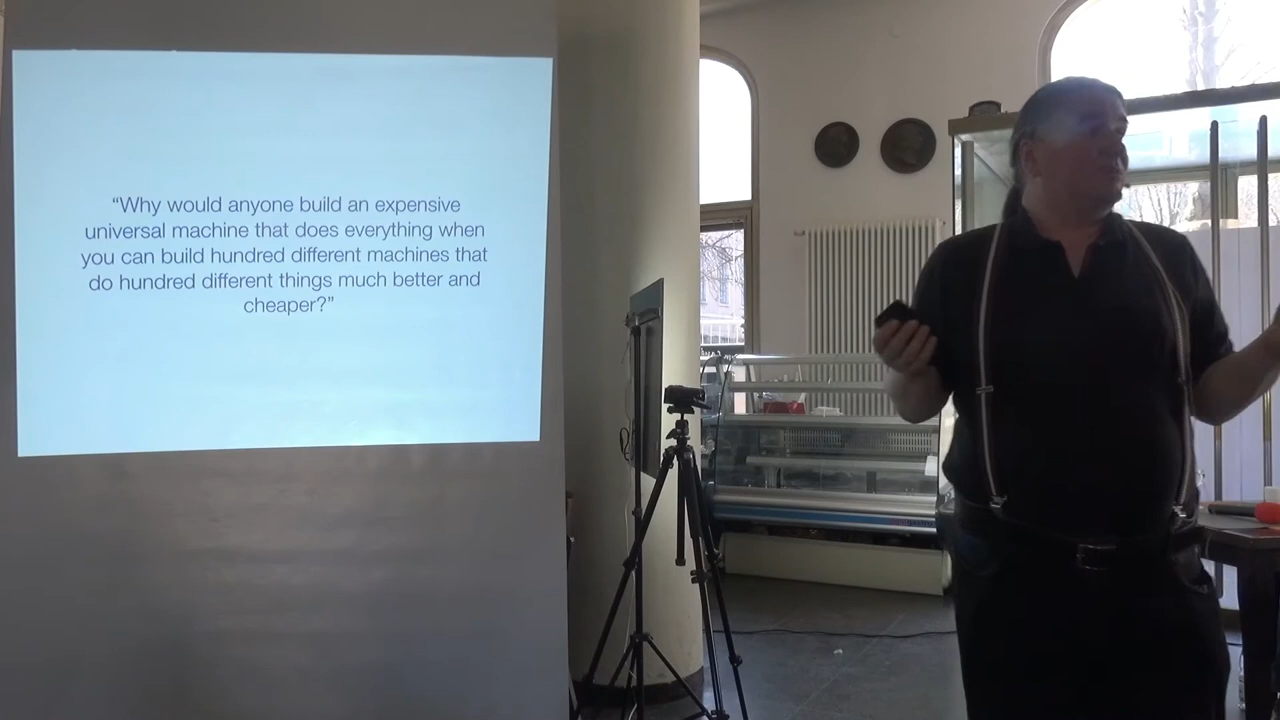 “Why would anyone build an expensive
universal machine that does everything when
you can build hundred different machines that
do hundred different things much better and
cheaper?”